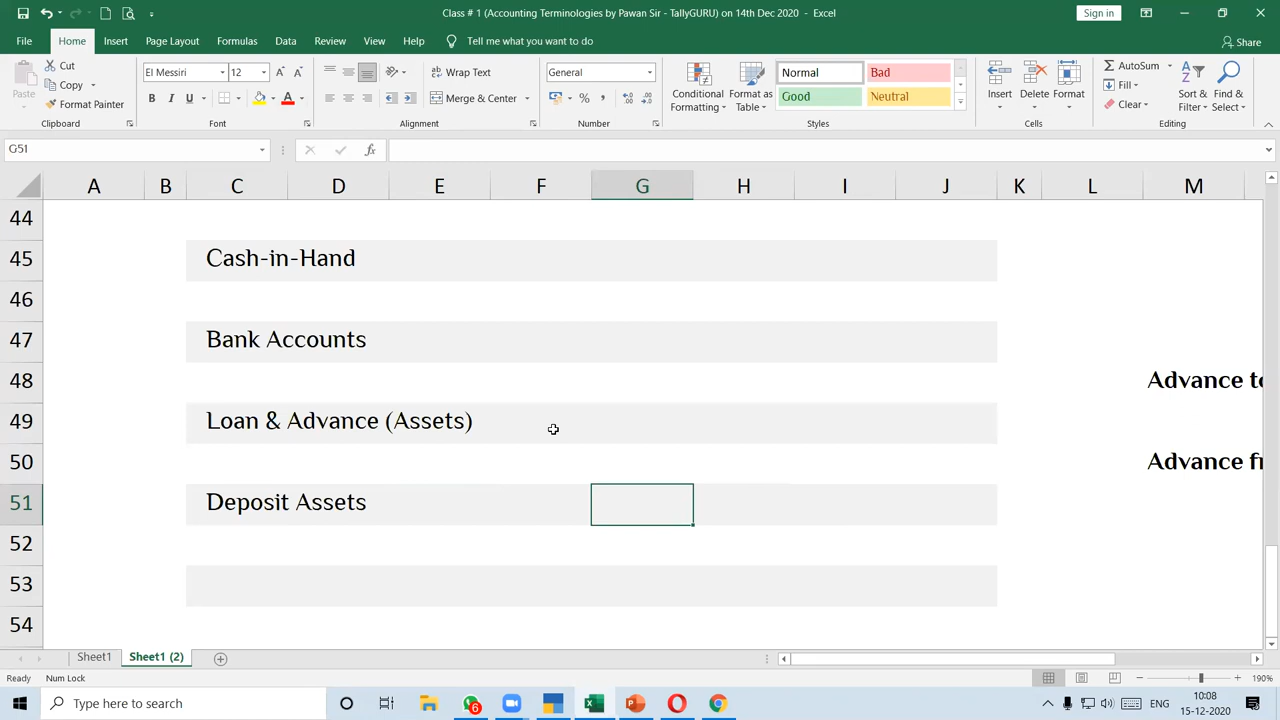 Class # 1 (Accounting Terminologies by Pawan Sir - TallyGURU) on 14th Dec 2020 - Excel
Sign in
File Home Insert Page Layout Formulas Data Review View Help Tell me what you want to do
Share
Paste Cut Copy Format Painter Clipboard
El Messiri 12 B I U A Font
Wrap Text Merge & Center Alignment
General % , Number
Conditional Formatting Format as Table Normal Bad Good Neutral Styles
Insert Delete Format Cells
AutoSum Fill Clear Sort & Filter Find & Select Editing
G51 fx
A B C D E F G H I J K L M
44
45 Cash-in-Hand
46
47 Bank Accounts
48 Advance to
49 Loan & Advance (Assets)
50 Advance fr
51 Deposit Assets
52
53
54
Sheet1 Sheet1 (2)
Ready Num Lock 190%
Type here to search 6 ENG 10:08
15-12-2020